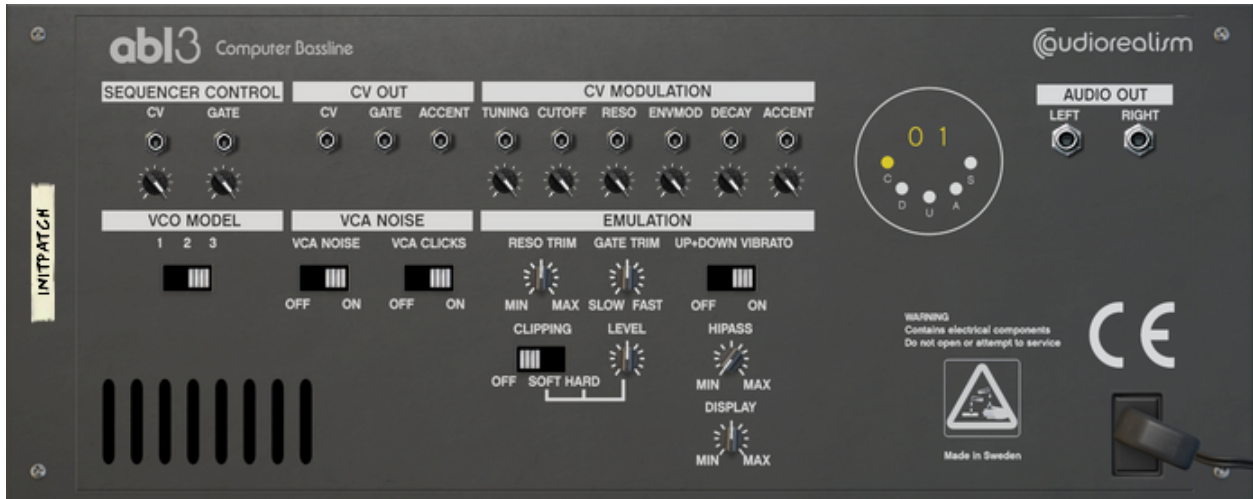 abl3 Computer Bassline
audiorealism
SEQUENCER CONTROL
CV GATE
CV OUT
CV GATE ACCENT
CV MODULATION
TUNING CUTOFF RESO ENVMOD DECAY ACCENT
01
C D U A S
AUDIO OUT
LEFT RIGHT
INITPATCH
VCO MODEL
1 2 3
VCA NOISE
VCA NOISE VCA CLICKS
OFF ON OFF ON
EMULATION
RESO TRIM GATE TRIM UP+DOWN VIBRATO
MIN MAX SLOW FAST OFF ON
CLIPPING LEVEL HIPASS
OFF SOFT HARD MIN MAX
DISPLAY
MIN MAX
WARNING
Contains electrical components
Do not open or attempt to service
CE
Made in Sweden